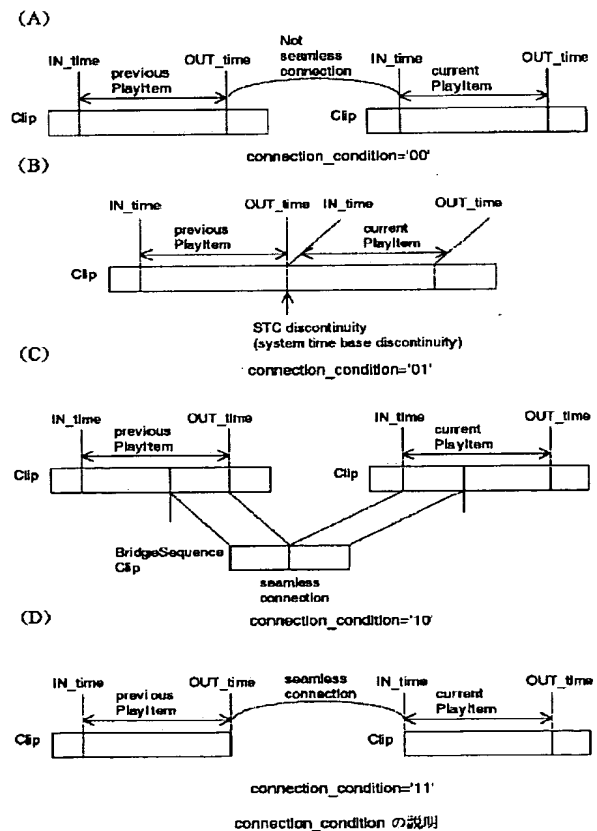 (A)
Not
seamless
connection
IN_time OUT_time IN_time OUT_time
previous
PlayItem
current
PlayItem
Clip Clip
connection_condition='00'
(B)
IN_time OUT_time IN_time OUT_time
previous
PlayItem
current
PlayItem
Clip
STC discontinuity
(system time base discontinuity)
connection_condition='01'
(C)
IN_time OUT_time IN_time OUT_time
previous
PlayItem
current
PlayItem
Clip Clip
BridgeSequence
Clip
seamless
connection
connection_condition='10'
(D)
IN_time OUT_time seamless
connection
IN_time OUT_time
previous
PlayItem
current
PlayItem
Clip Clip
connection_condition='11'
connection_condition の説明